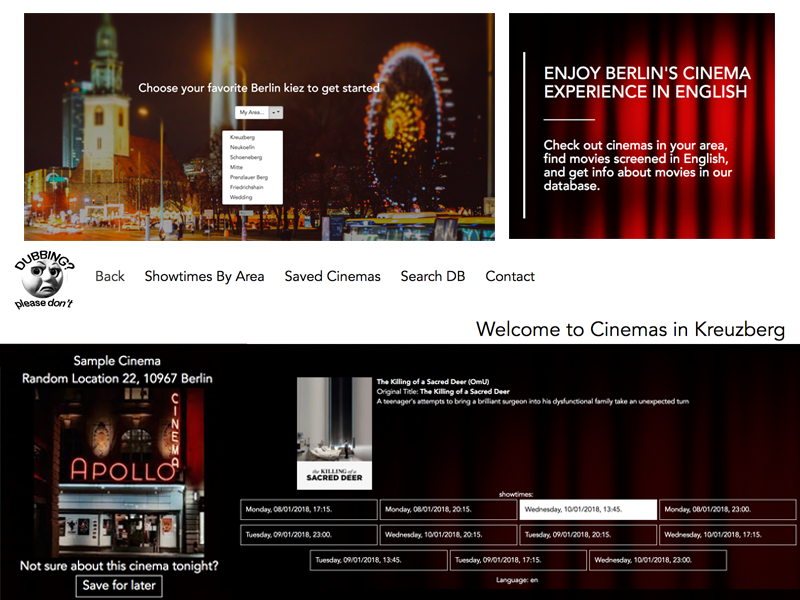 Choose your favorite Berlin kiez to get started
My Area...
Kreuzberg
Neukoelln
Schoeneberg
Mitte
Prenzlauer Berg
Friedrichshain
Wedding
ENJOY BERLIN'S CINEMA
EXPERIENCE IN ENGLISH
Check out cinemas in your area,
find movies screened in English,
and get info about movies in our
database.
DUBBING?
please don't
Back
Showtimes By Area
Saved Cinemas
Search DB
Contact
Welcome to Cinemas in Kreuzberg
Sample Cinema
Random Location 22, 10967 Berlin
CINEMA
APOLLO
Not sure about this cinema tonight?
Save for later
The Killing of a Sacred Deer (OmU)
Original Title: The Killing of a Sacred Deer
A teenager's attempts to bring a brilliant surgeon into his dysfunctional family take an unexpected turn
the KILLING of a
SACRED DEER
showtimes:
Monday, 08/01/2018, 17:15.
Monday, 08/01/2018, 20:15.
Wednesday, 10/01/2018, 13:45.
Monday, 08/01/2018, 23:00.
Tuesday, 09/01/2018, 23:00.
Wednesday, 10/01/2018, 20:15.
Tuesday, 09/01/2018, 20:15.
Wednesday, 10/01/2018, 17:15.
Tuesday, 09/01/2018, 13:45.
Tuesday, 09/01/2018, 17:15.
Wednesday, 10/01/2018, 23:00.
Language: en